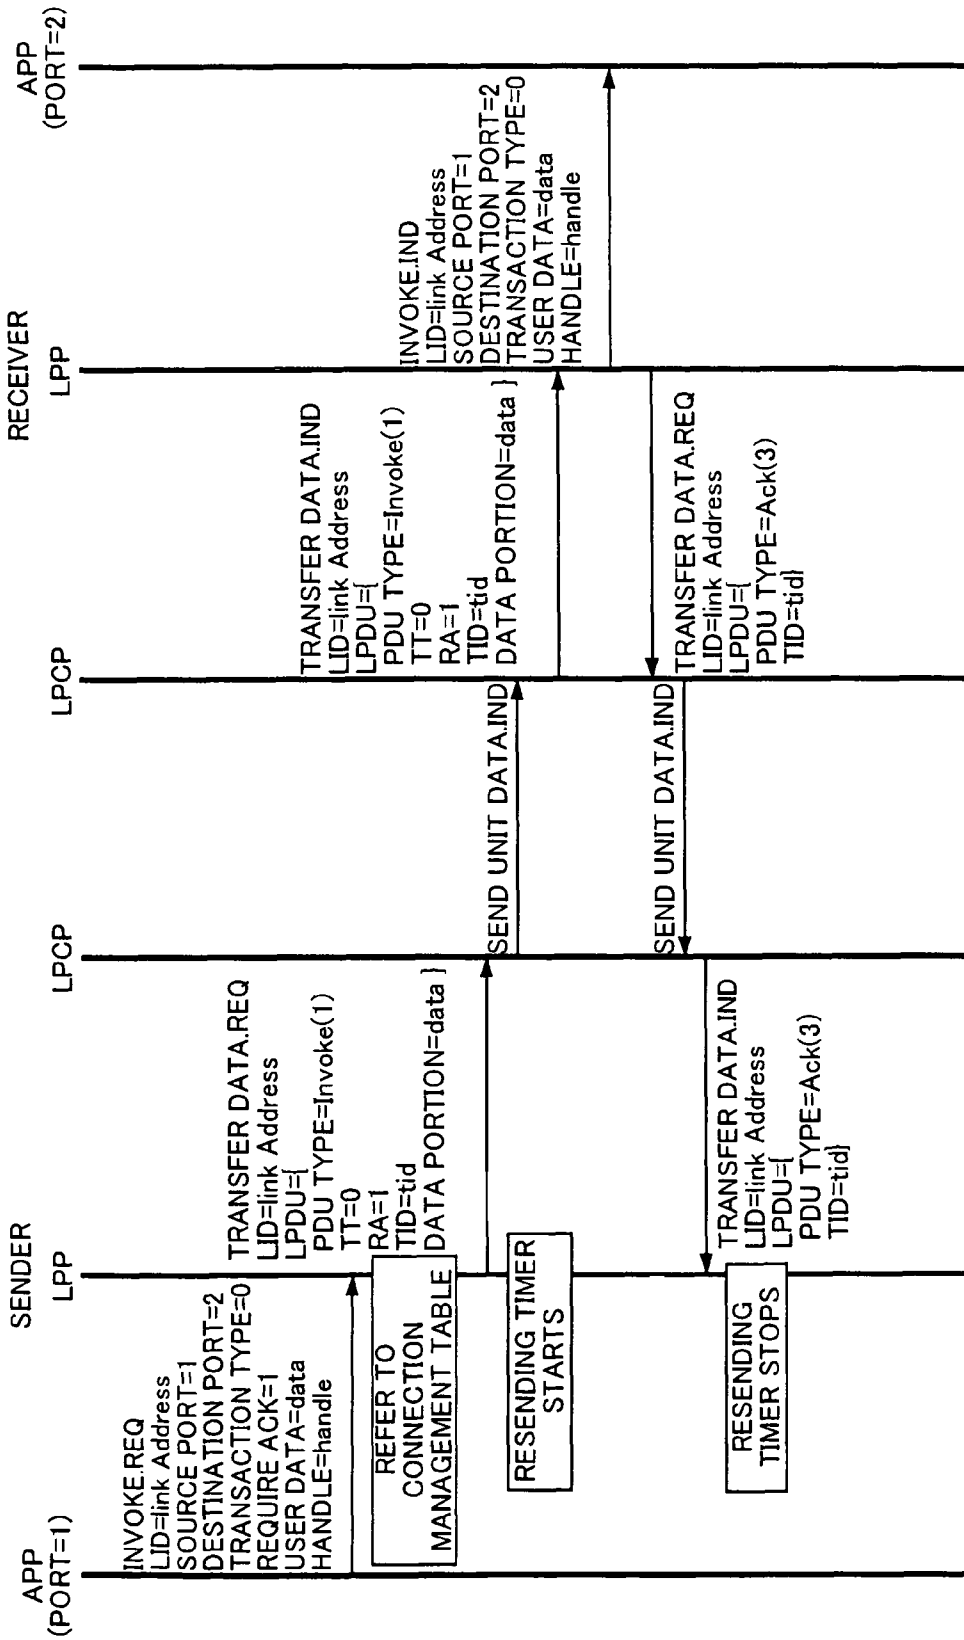 SENDER
RECEIVER
APP
(PORT=1)
LPP
LPCP
LPCP
LPP
APP
(PORT=2)
INVOKE.REQ
LID=link Address
SOURCE PORT=1
DESTINATION PORT=2
TRANSACTION TYPE=0
REQUIRE ACK=1
USER DATA=data
HANDLE=handle
REFER TO
CONNECTION
MANAGEMENT TABLE
TRANSFER DATA.REQ
LID=link Address
LPDU={
PDU TYPE=Invoke(1)
TT=0
RA=1
TID=tid
DATA PORTION=data }
RESENDING TIMER
STARTS
SEND UNIT DATA.IND
TRANSFER DATA.IND
LID=link Address
LPDU={
PDU TYPE=Invoke(1)
TT=0
RA=1
TID=tid
DATA PORTION=data }
INVOKE.IND
LID=link Address
SOURCE PORT=1
DESTINATION PORT=2
TRANSACTION TYPE=0
USER DATA=data
HANDLE=handle
TRANSFER DATA.REQ
LID=link Address
LPDU={
PDU TYPE=Ack(3)
TID=tid}
SEND UNIT DATA.IND
TRANSFER DATA.IND
LID=link Address
LPDU={
PDU TYPE=Ack(3)
TID=tid}
RESENDING
TIMER STOPS